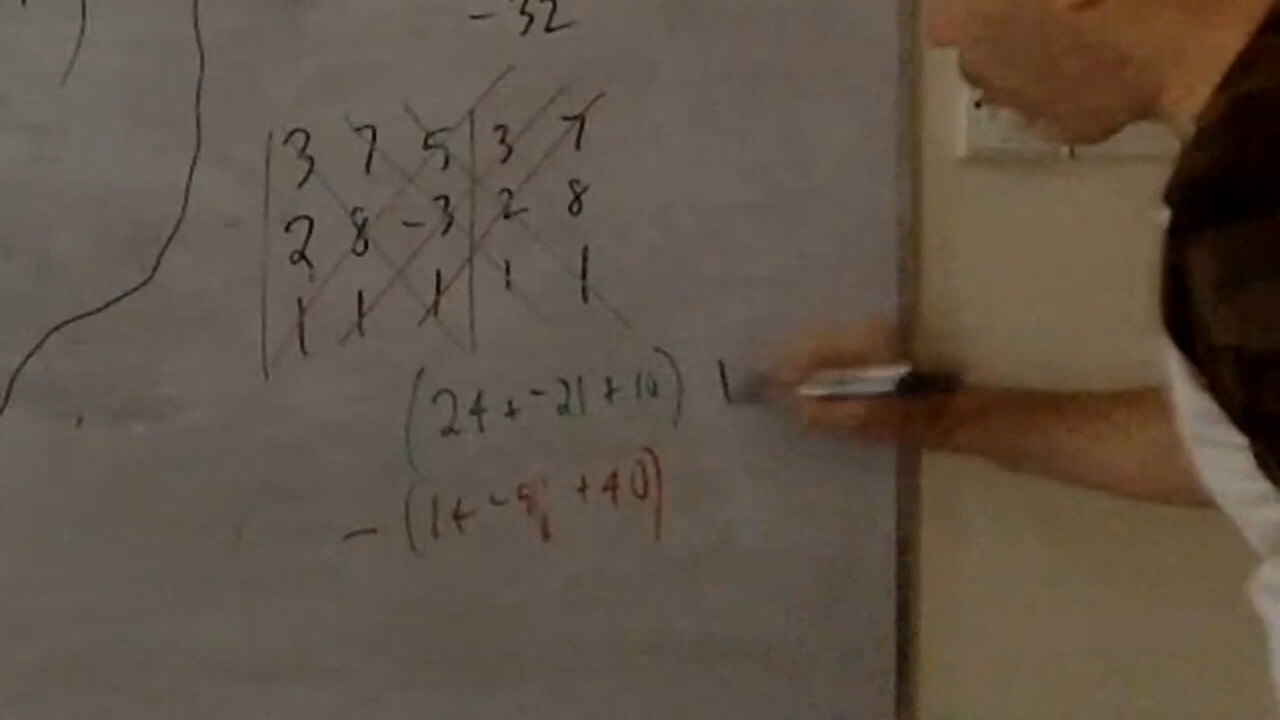 -32
3 7 5 3 7
2 8 -3 2 8
1 1 1 1 1
(24 + -21 + 10) 1
- (14 - 9 + 40)